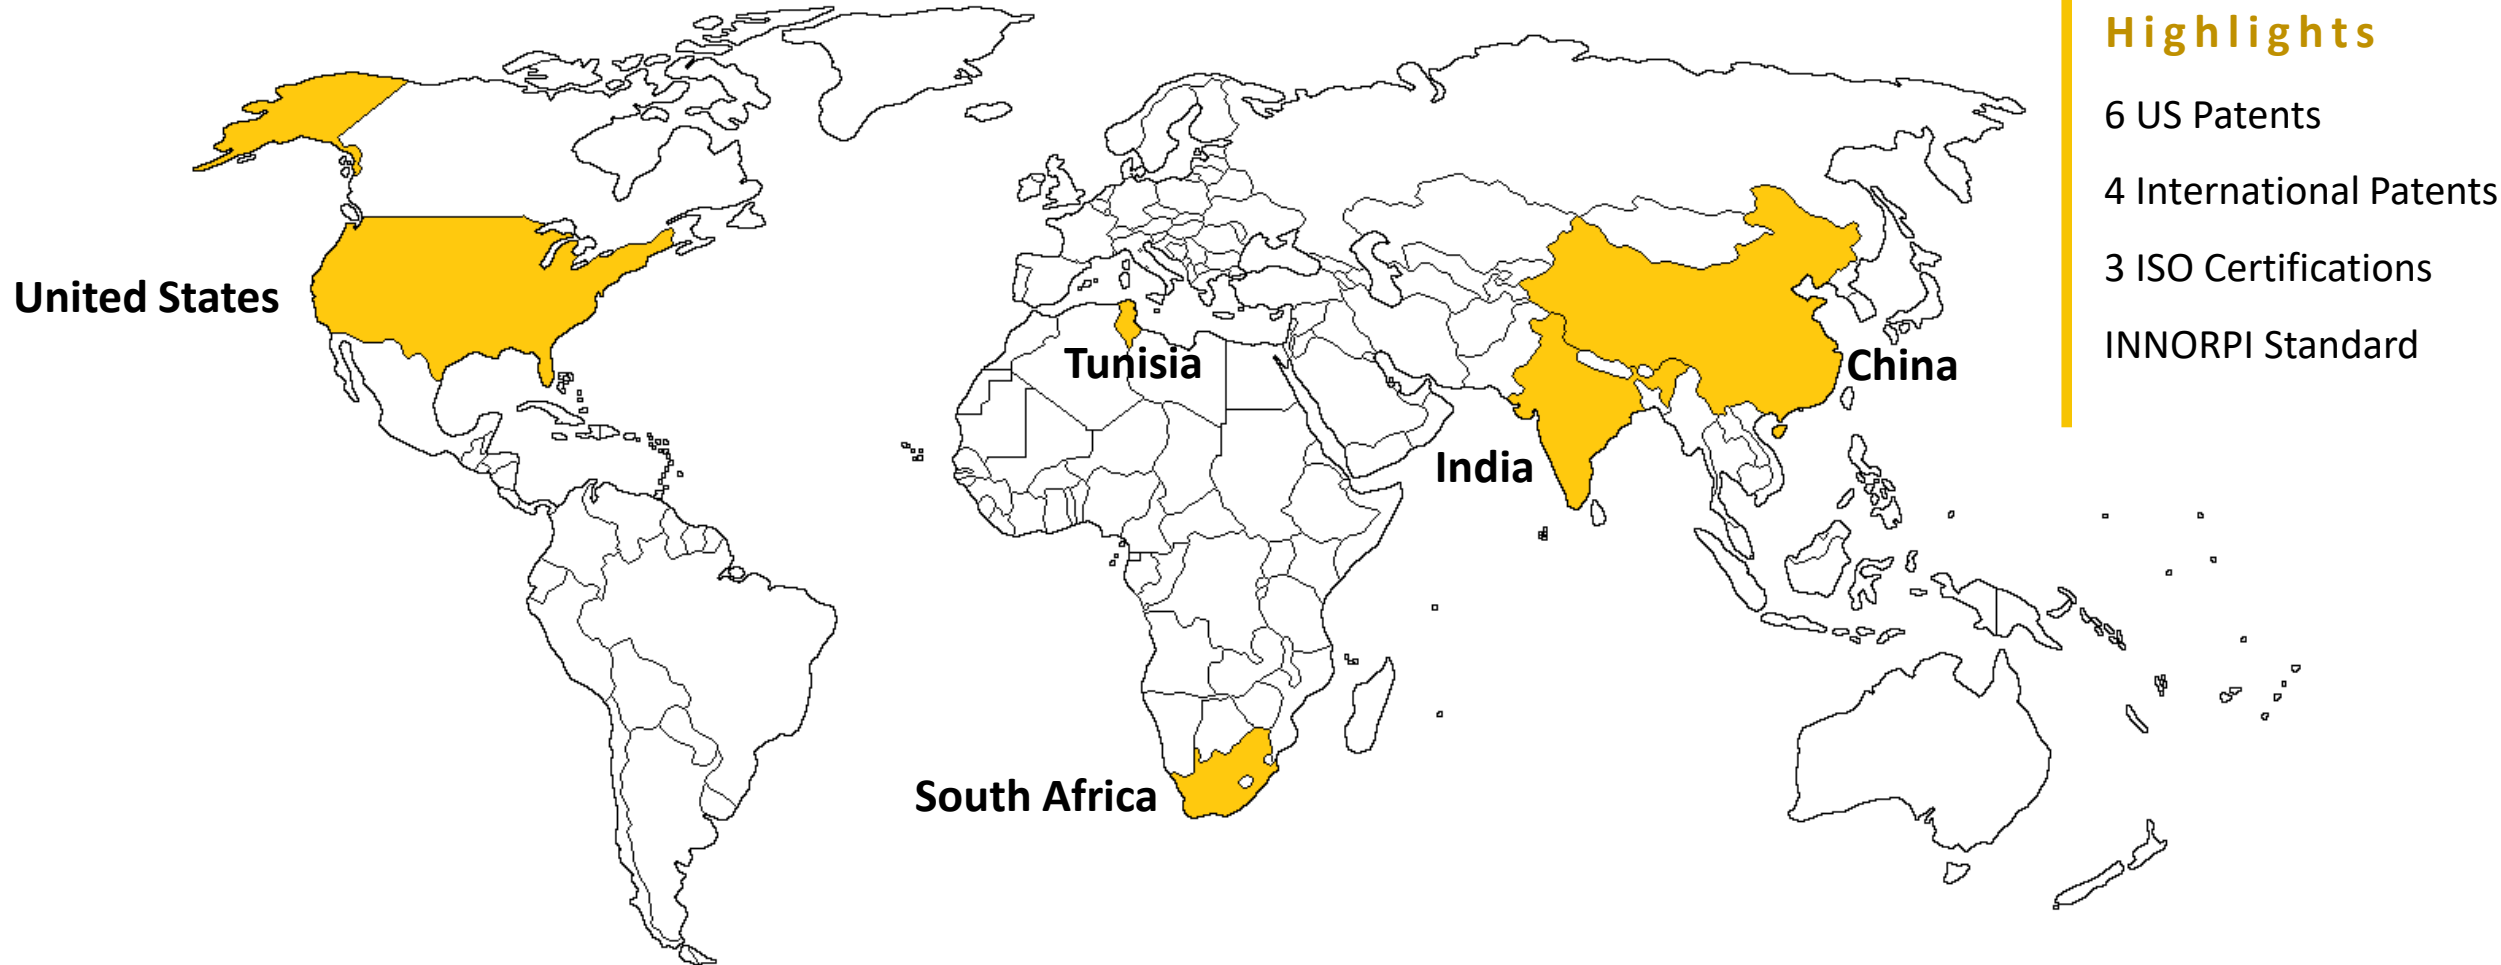 Highlights
6 US Patents
4 International Patents
3 ISO Certifications
INNORPI Standard
United States
Tunisia
China
India
South Africa